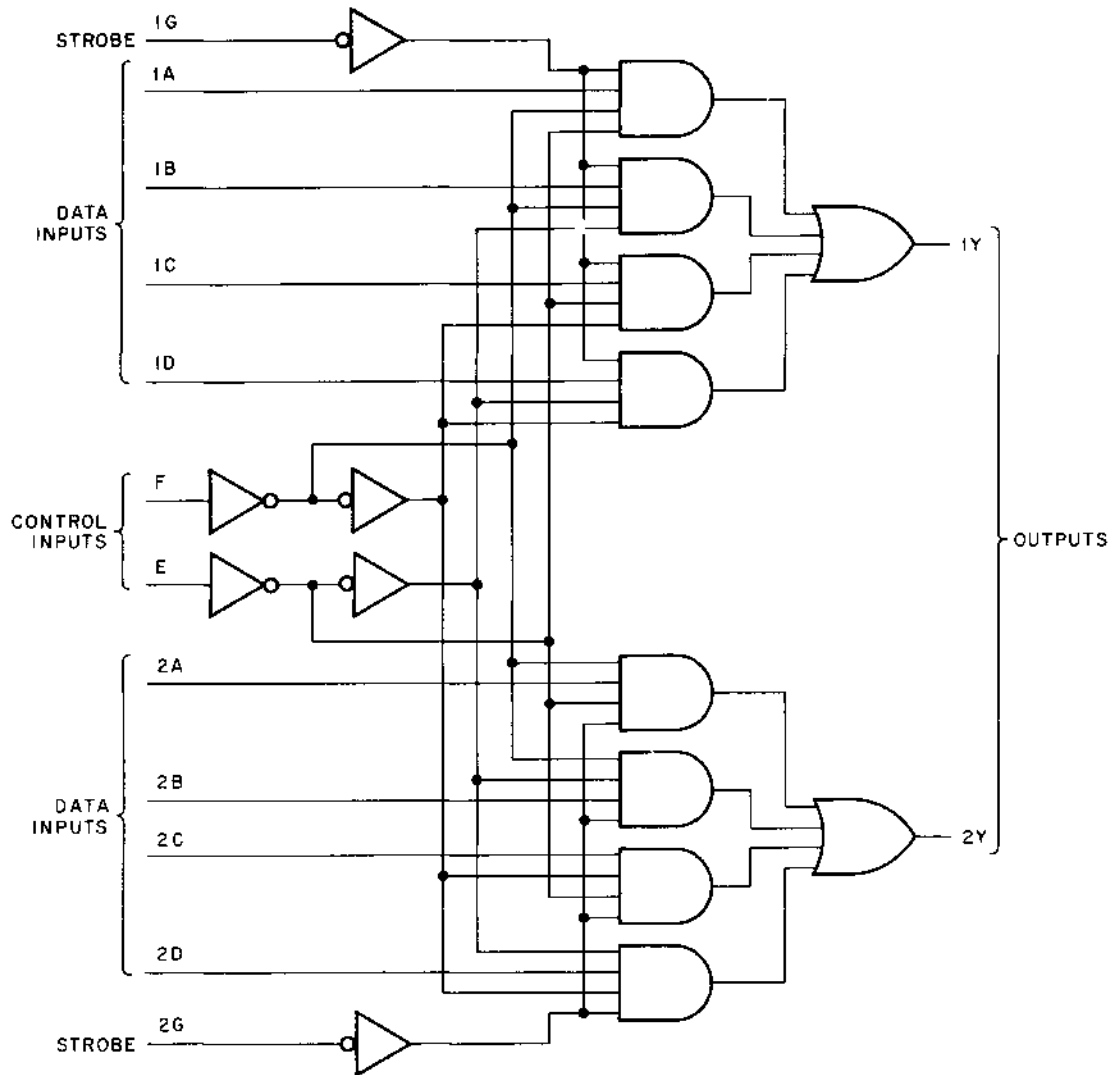 1G
STROBE
1A
1B
DATA
INPUTS
1C
1D
1Y
F
CONTROL
INPUTS
E
OUTPUTS
2A
2B
DATA
INPUTS
2C
2D
2Y
2G
STROBE